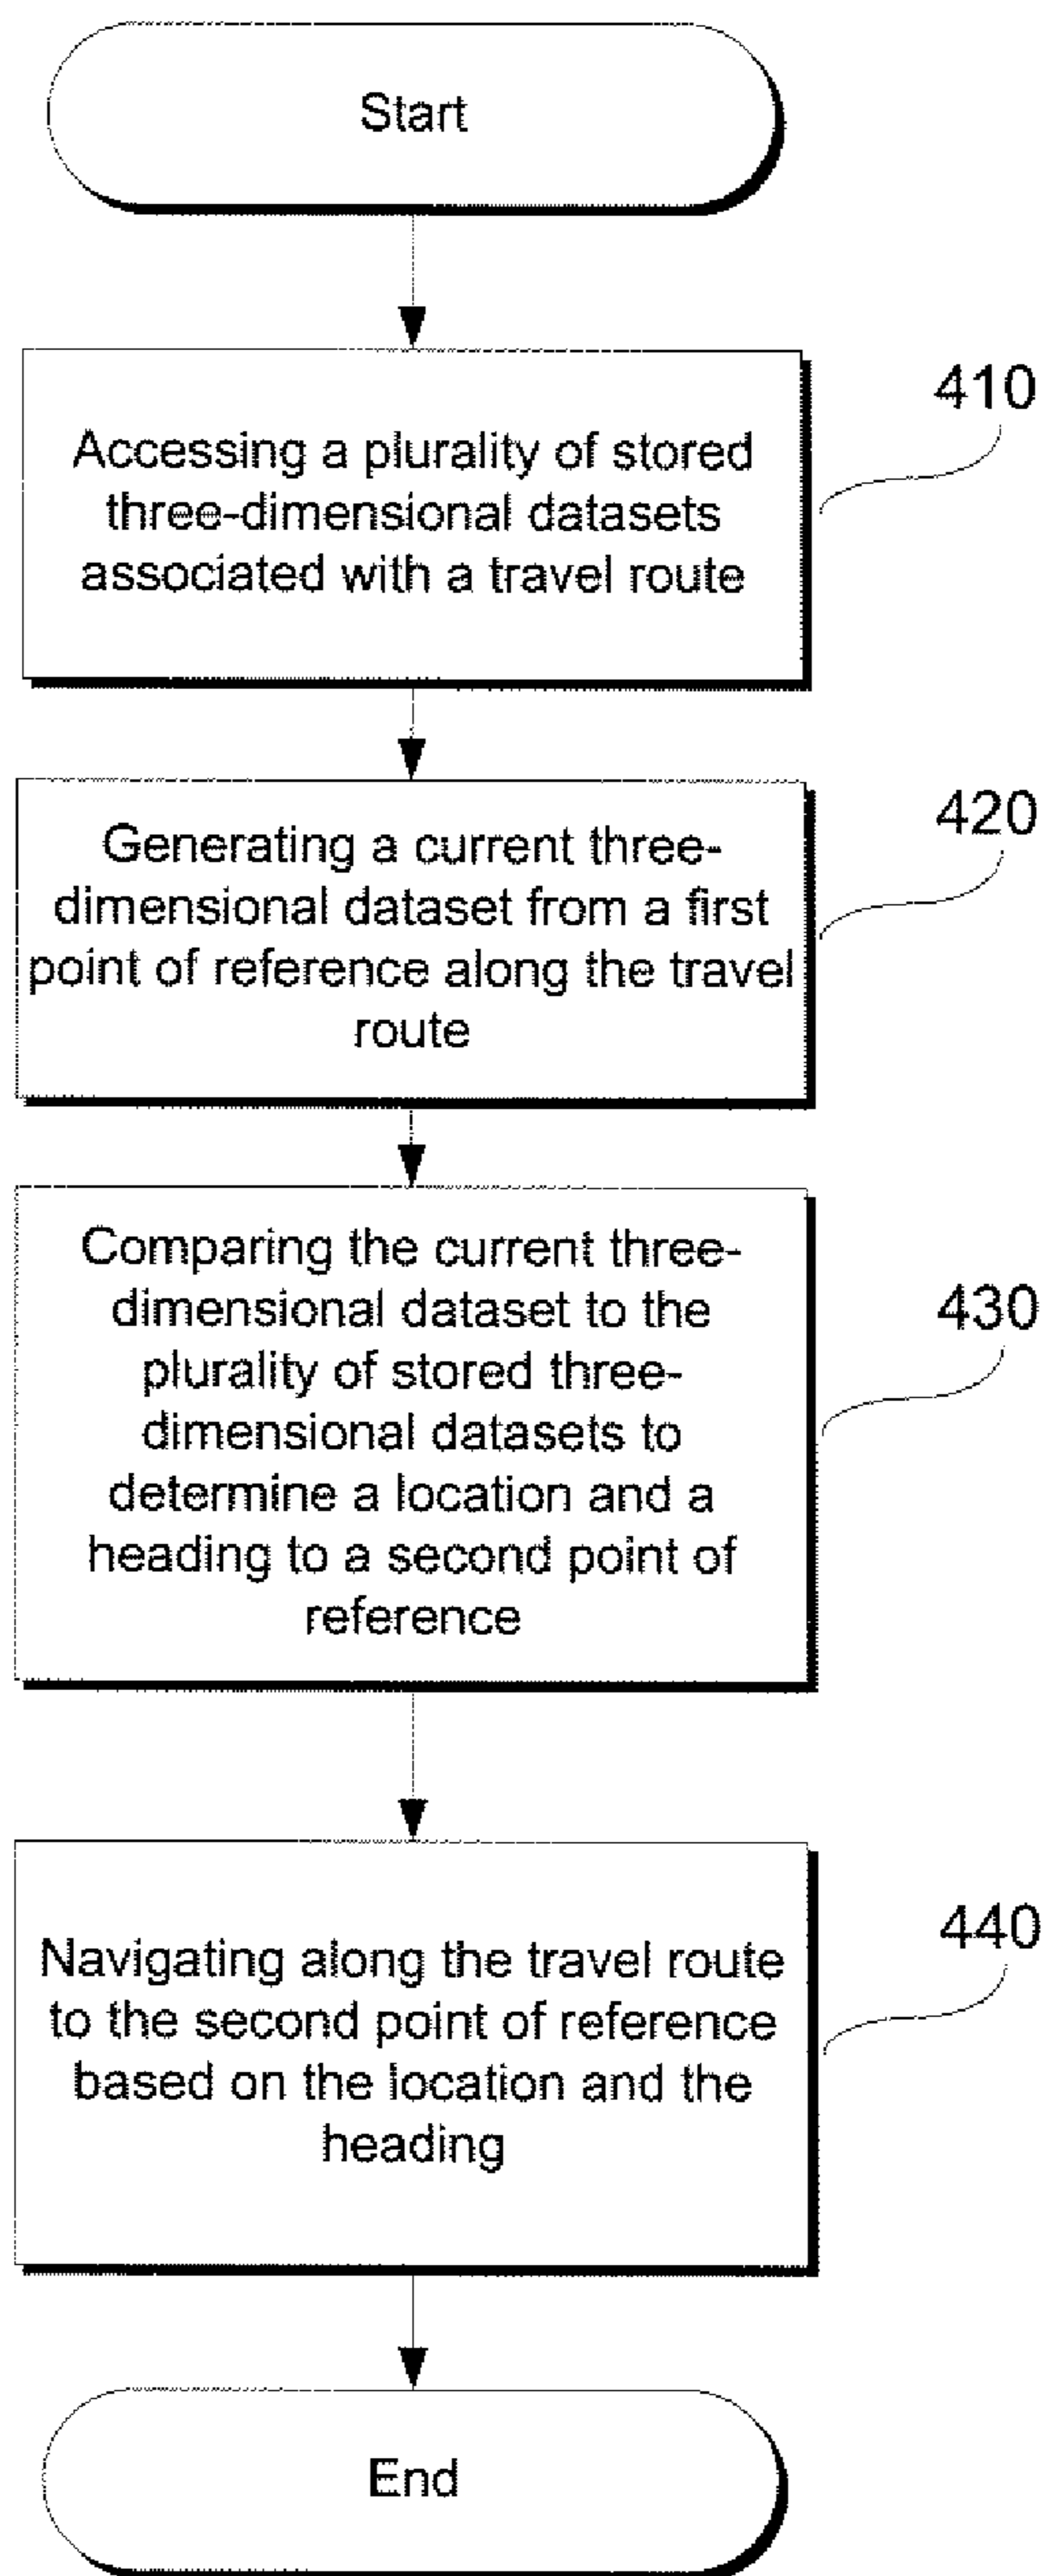 Start
Accessing a plurality of stored
three-dimensional datasets
associated with a travel route
410
Generating a current three-
dimensional dataset from a first
point of reference along the travel
route
420
Comparing the current three-
dimensional dataset to the
plurality of stored three-
dimensional datasets to
determine a location and a
heading to a second point of
reference
430
Navigating along the travel route
to the second point of reference
based on the location and the
heading
440
End